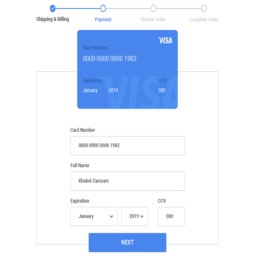 Shipping & Billing
Payment
Review Order
Complete Order
VISA
Card Number
0000 0000 0000 1982
Expiration
CCV
January 2019
380
VISA
Card Number
0000 0000 0000 1982
Full Name
Khaled Zamzam
Expiration
CCV
January
2019
380
NEXT